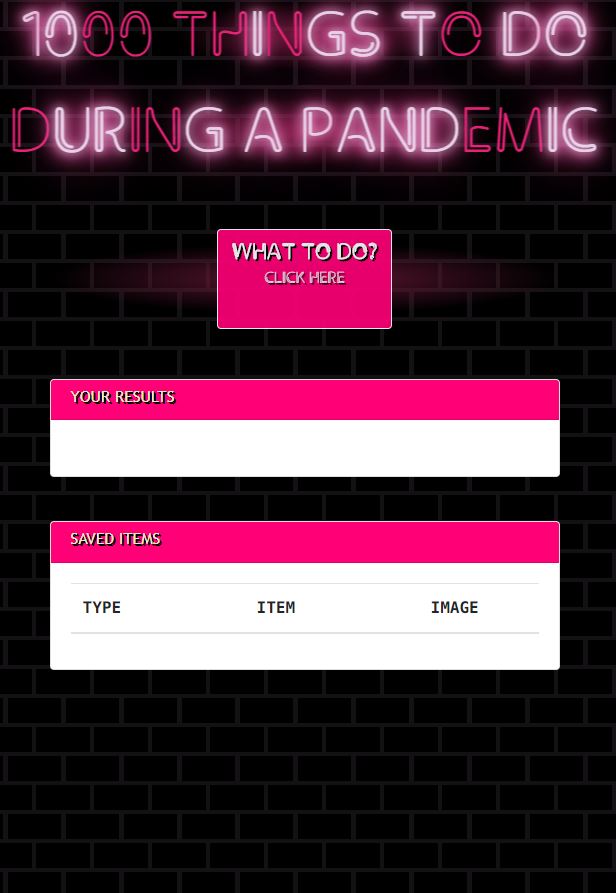 1000 THINGS TO DO
DURING A PANDEMIC
WHAT TO DO?
CLICK HERE
YOUR RESULTS
SAVED ITEMS
TYPE ITEM IMAGE